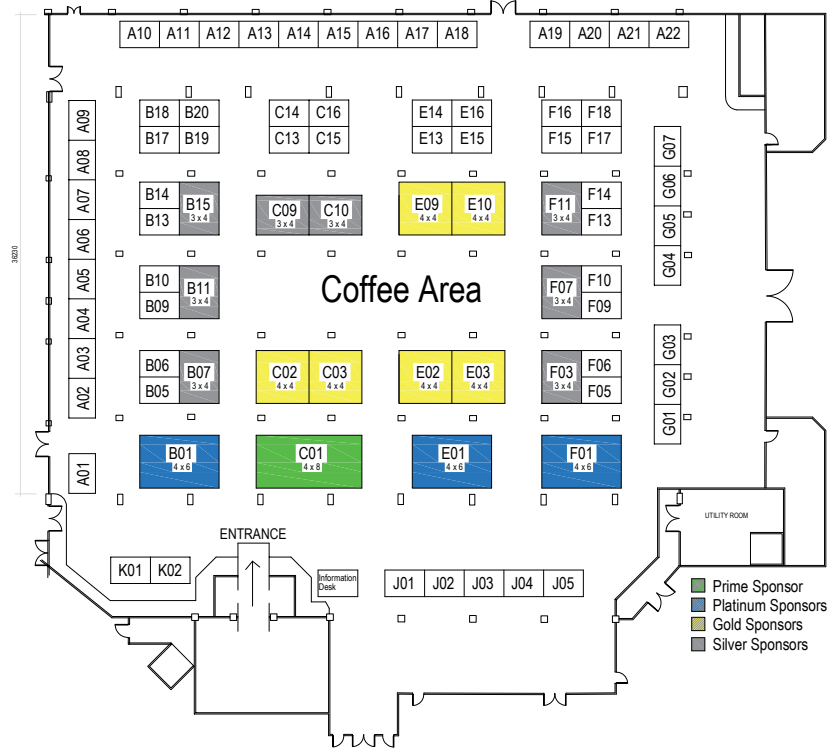 A10 A11 A12 A13 A14 A15 A16 A17 A18 A19 A20 A21 A22
B18 B20 C14 C16 E14 E16 F16 F18
B17 B19 C13 C15 E13 E15 F15 F17
A09
A08
A07
A06
A05
A04
A03
A02
A01
G07
G06
G05
G04
G03
G02
G01
36230
B14 B15 C09 C10 E09 E10 F11 F14
3 x 4 3 x 4 3 x 4 4 x 4 4 x 4 3 x 4
B13 F13
Coffee Area
B10 B11 F07 F10
3 x 4 3 x 4
B09 F09
B06 B07 C02 C03 E02 E03 F03 F06
3 x 4 4 x 4 4 x 4 4 x 4 4 x 4 3 x 4
B05 F05
B01 C01 E01 F01
4 x 6 4 x 8 4 x 6 4 x 6
UTILITY ROOM
ENTRANCE
K01 K02
Information
Desk
J01 J02 J03 J04 J05
Prime Sponsor
Platinum Sponsors
Gold Sponsors
Silver Sponsors